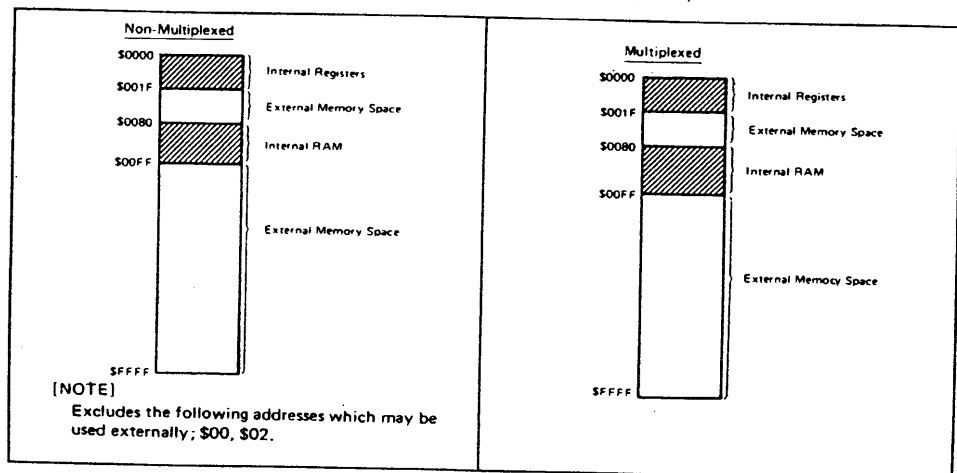 Non-Multiplexed
$0000
Internal Registers
$001F
External Memory Space
$0080
Internal RAM
$00FF
External Memory Space
$FFFF
[NOTE]
Excludes the following addresses which may be
used externally; $00, $02.
Multiplexed
$0000
Internal Registers
$001F
External Memory Space
$0080
Internal RAM
$00FF
External Memory Space
$FFFF